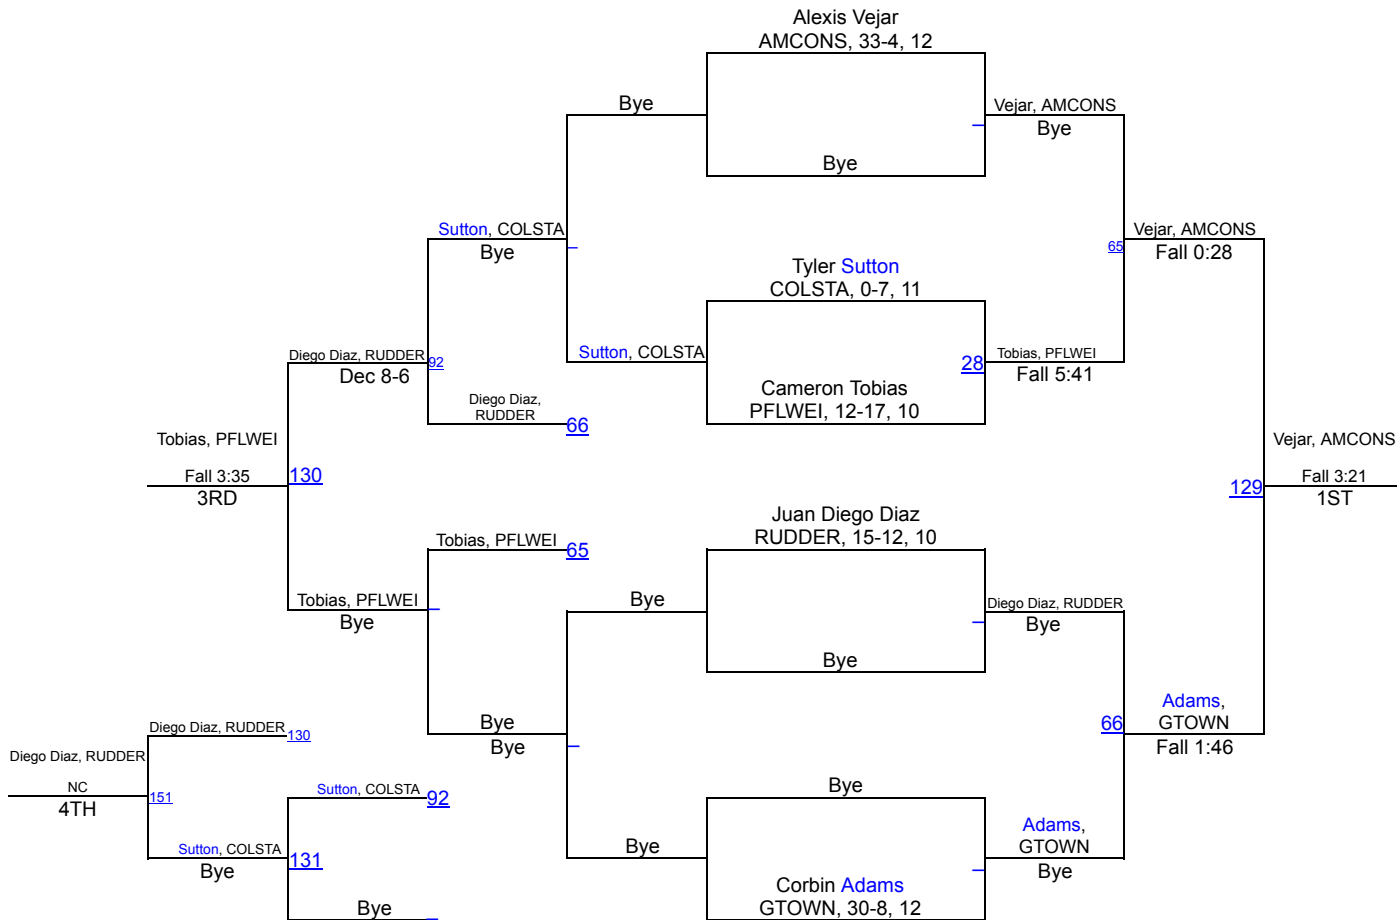 Alexis Vejar
AMCONS, 33-4, 12
Bye
Vejar, AMCONS
Bye
Bye
Sutton, COLSTA
Bye
Vejar, AMCONS
65
Fall 0:28
Tyler Sutton
COLSTA, 0-7, 11
Sutton, COLSTA
28
Tobias, PFLWEI
Fall 5:41
Diego Diaz, RUDDER
92
Dec 8-6
Cameron Tobias
PFLWEI, 12-17, 10
Diego Diaz,
RUDDER
66
Tobias, PFLWEI
Fall 3:35
130
3RD
Vejar, AMCONS
Fall 3:21
129
1ST
Juan Diego Diaz
RUDDER, 15-12, 10
Tobias, PFLWEI
65
Tobias, PFLWEI
Bye
Bye
Diego Diaz, RUDDER
Bye
Bye
Bye
Bye
Adams,
GTOWN
66
Fall 1:46
Diego Diaz, RUDDER
130
Diego Diaz, RUDDER
NC
151
4TH
Sutton, COLSTA
92
Bye
Adams,
GTOWN
Bye
Sutton, COLSTA
131
Bye
Bye
Corbin Adams
GTOWN, 30-8, 12
Bye